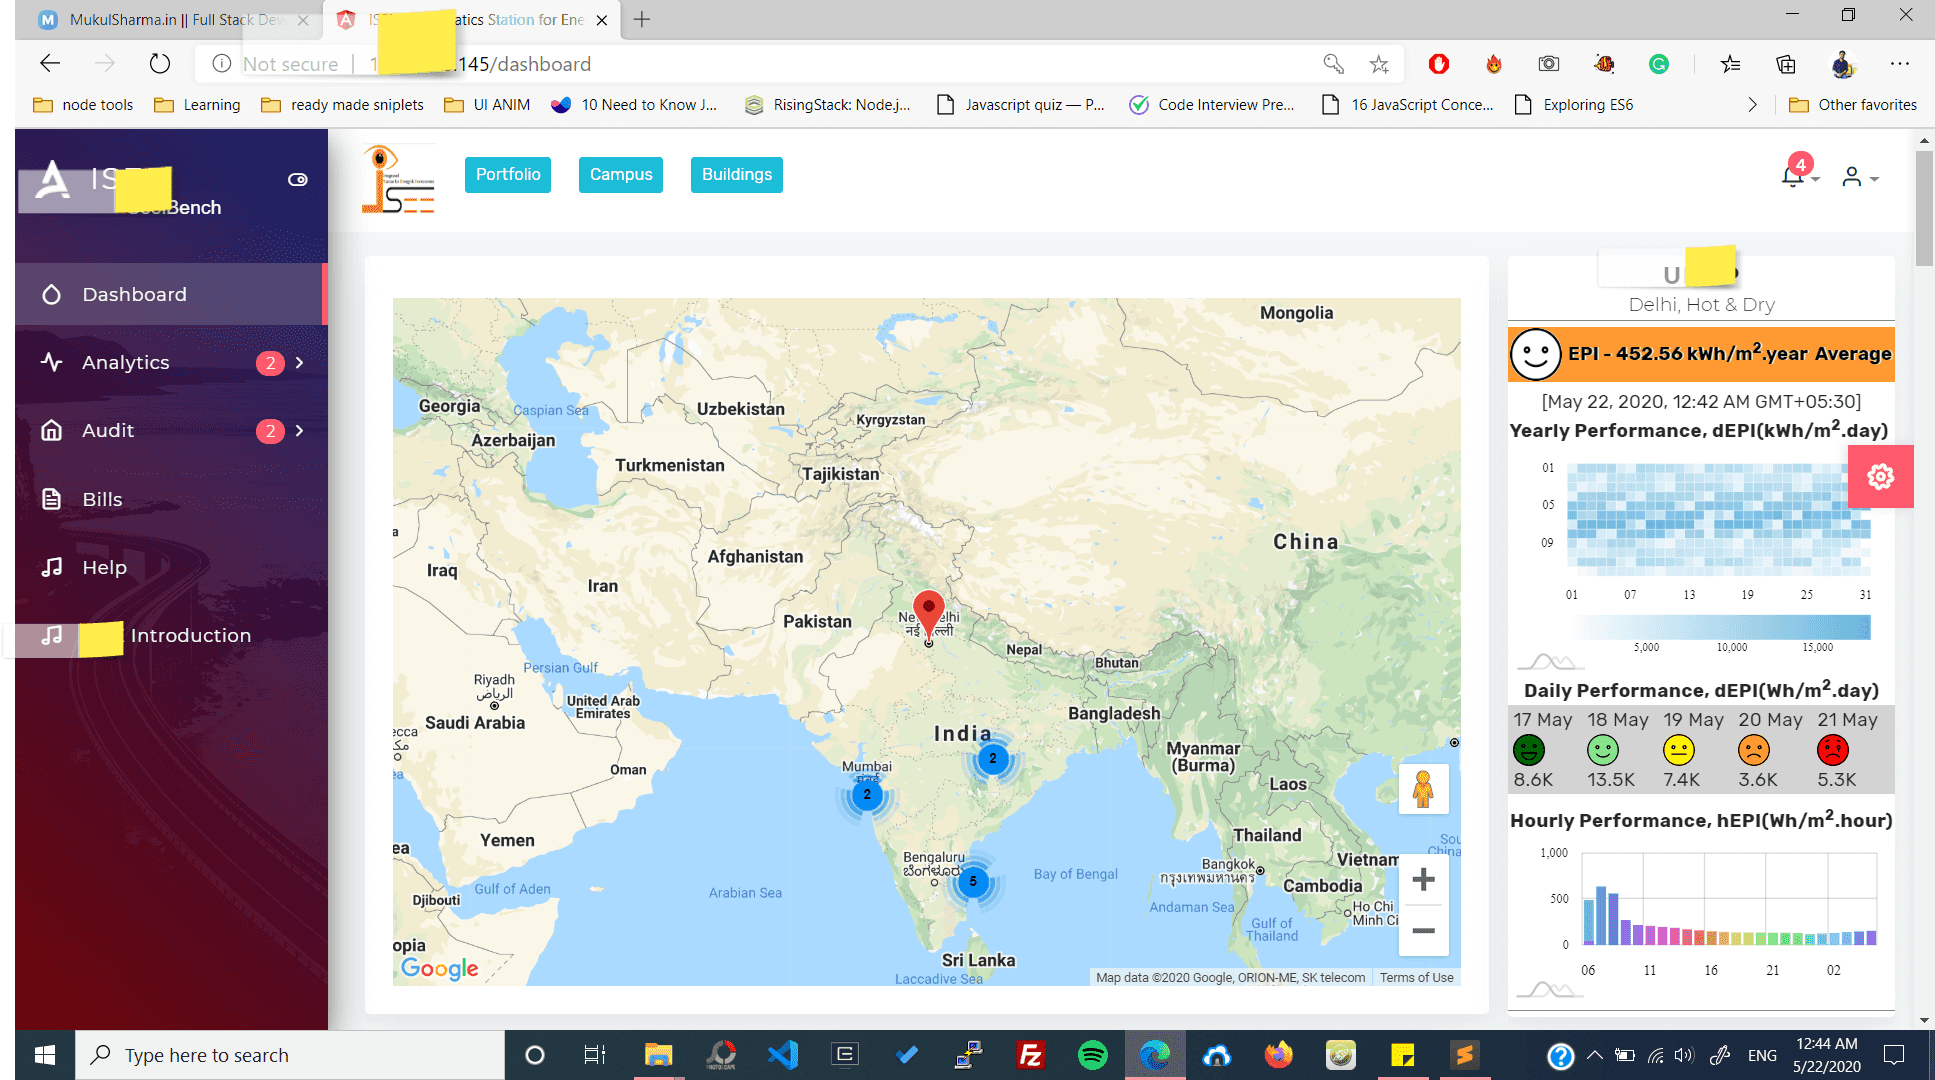 MukulSharma.in || Full Stack Dev
atics Station for Ene
Not secure | 1
.145/dashboard
node tools
Learning
ready made sniplets
UI ANIM
10 Need to Know J...
RisingStack: Node.j...
Javascript quiz — P...
Code Interview Pre...
16 JavaScript Conce...
Exploring ES6
Other favorites
Bench
Dashboard
Analytics 2
Audit 2
Bills
Help
Introduction
Portfolio
Campus
Buildings
4
Mongolia
Georgia
Caspian Sea
Uzbekistan
Kyrgyzstan
Azerbaijan
Turkmenistan
Tajikistan
China
Afghanistan
Iraq
Iran
Pakistan
New Delhi
नई दिल्ली
Nepal
Bhutan
Persian Gulf
Riyadh
الرياض
United Arab
Emirates
Saudi Arabia
ecca
India
Bangladesh
Myanmar
(Burma)
Mumbai
2
2
Oman
Laos
Yemen
Thailand
Bengaluru
ಬೆಂಗಳೂರು
5
Bay of Bengal
Bangkok
กรุงเทพมหานคร
Vietnam
Cambodia
Gulf of Aden
Arabian Sea
Djibouti
Andaman Sea
Gulf of
Thailand
Ho Chi
Minh Ci
opia
Sri Lanka
Laccadive Sea
Google
Map data ©2020 Google, ORION-ME, SK telecom
Terms of Use
U
Delhi, Hot & Dry
EPI - 452.56 kWh/m².year Average
[May 22, 2020, 12:42 AM GMT+05:30]
Yearly Performance, dEPI(kWh/m².day)
01
05
09
01 07 13 19 25 31
5,000 10,000 15,000
Daily Performance, dEPI(Wh/m².day)
17 May 18 May 19 May 20 May 21 May
8.6K 13.5K 7.4K 3.6K 5.3K
Hourly Performance, hEPI(Wh/m².hour)
1,000
500
0
06 11 16 21 02
Type here to search
ENG
12:44 AM
5/22/2020